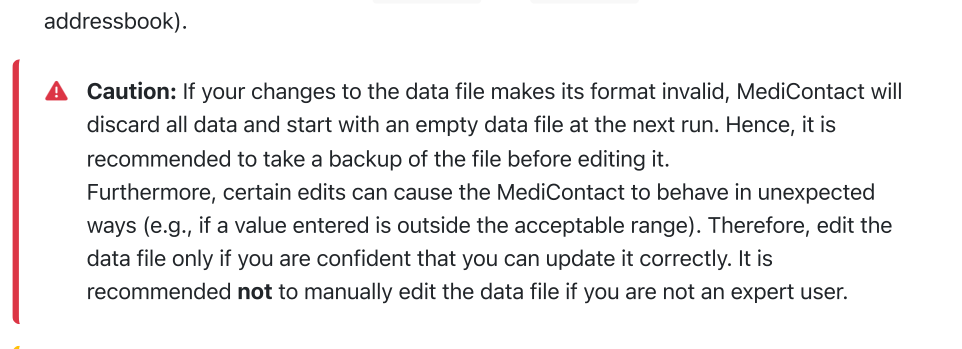 addressbook).
Caution: If your changes to the data file makes its format invalid, MediContact will
discard all data and start with an empty data file at the next run. Hence, it is
recommended to take a backup of the file before editing it.
Furthermore, certain edits can cause the MediContact to behave in unexpected
ways (e.g., if a value entered is outside the acceptable range). Therefore, edit the
data file only if you are confident that you can update it correctly. It is
recommended not to manually edit the data file if you are not an expert user.